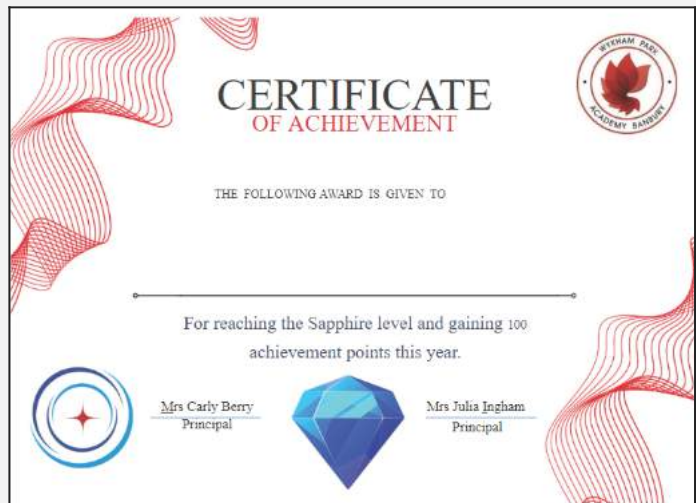 WYKHAM PARK
ACADEMY BANBURY
CERTIFICATE
OF ACHIEVEMENT
THE FOLLOWING AWARD IS GIVEN TO
For reaching the Sapphire level and gaining 100
achievement points this year.
Mrs Carly Berry
Principal
Mrs Julia Ingham
Principal